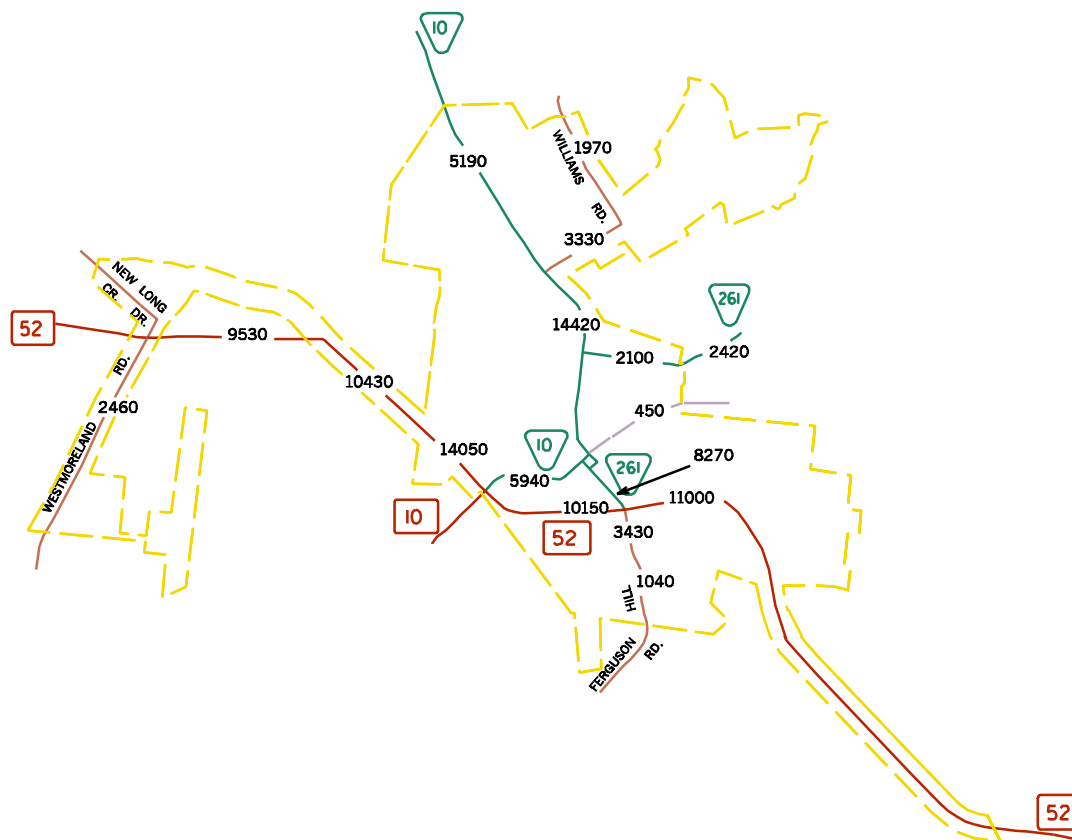 10
1970
WILLIAMS
5190
RD.
3330
NEW LONG
CR.
DR.
261
52
14420
9530
2100
2420
RD.
10430
2460
450
WESTMORELAND
14050
10
8270
261
5940
11000
10
10150
3430
52
1040
HILL
FERGUSON
RD.
52